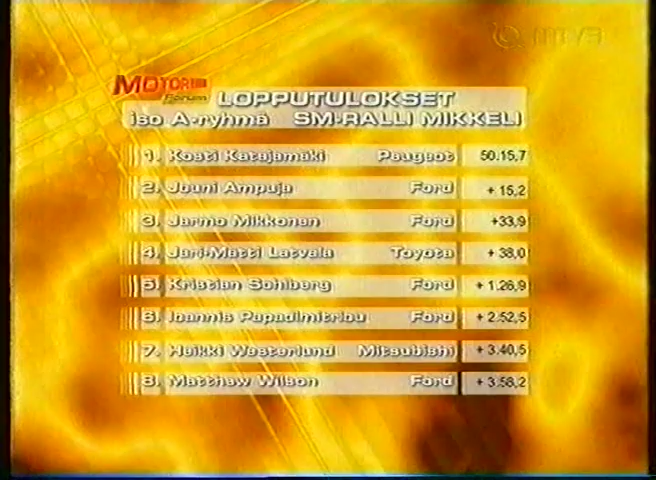 MTV3
MOTORI
Forum
LOPPUTULOKSET
iso A-ryhmä SM-RALLI MIKKELI
1. Kosti Katajamäki Peugeot 50.15,7
2. Jouni Ampuja Ford + 15,2
3. Jarmo Mikkonen Ford +33,9
4. Jari-Matti Latvala Toyota + 38,0
5. Kristian Sohlberg Ford + 1.26,9
6. Ioannis Papadimitriou Ford + 2.52,5
7. Heikki Westerlund Mitsubishi + 3.40,5
8. Matthew Wilson Ford + 3.58,2